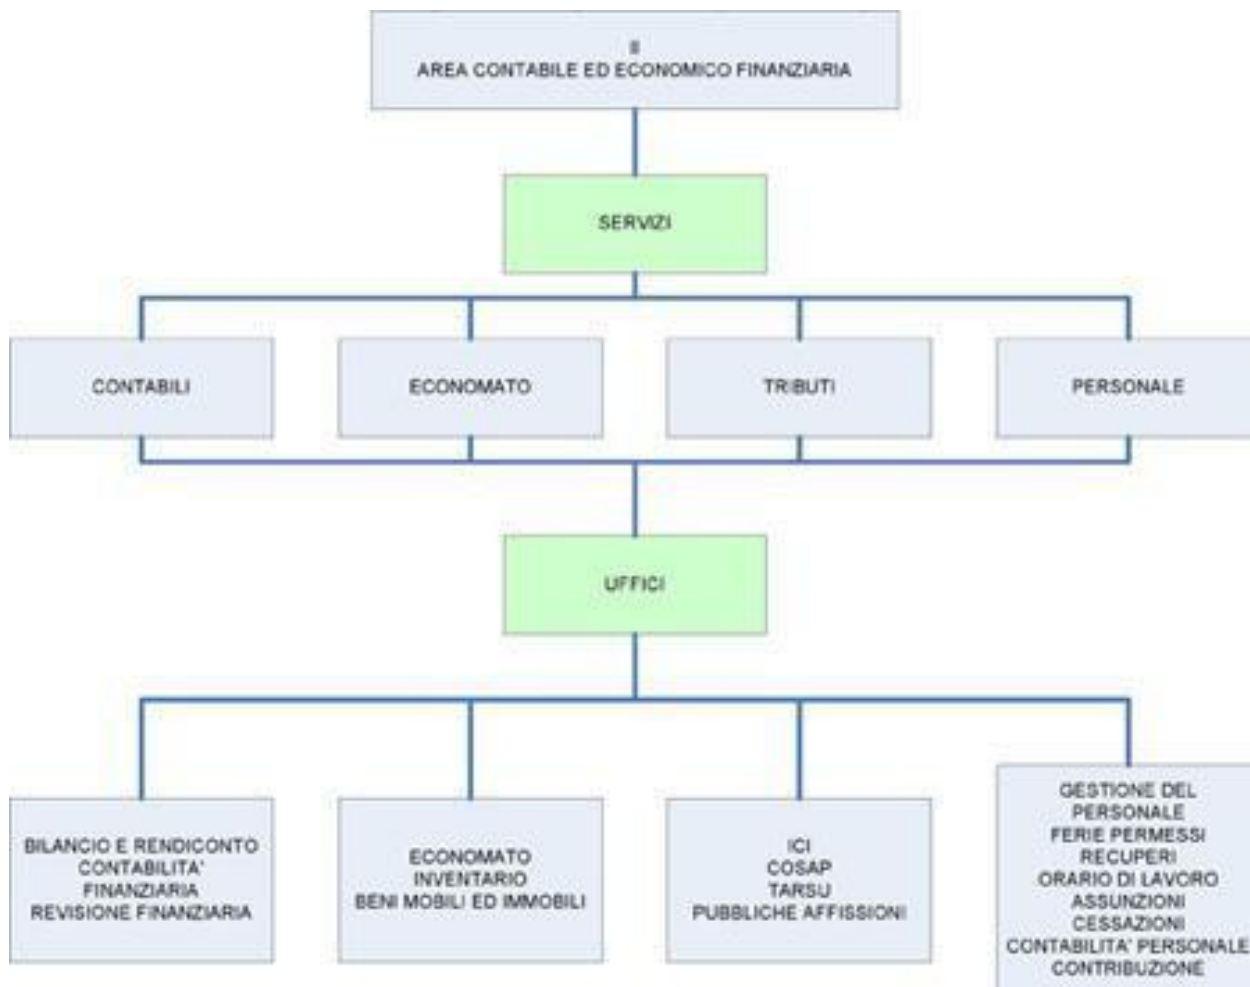 II
AREA CONTABILE ED ECONOMICO FINANZIARIA
SERVIZI
CONTABILI
ECONOMATO
TRIBUTI
PERSONALE
UFFICI
BILANCIO E RENDICONTO
CONTABILITA'
FINANZIARIA
REVISIONE FINANZIARIA
ECONOMATO
INVENTARIO
BENI MOBILI ED IMMOBILI
ICI
COSAP
TARSU
PUBBLICHE AFFISSIONI
GESTIONE DEL
PERSONALE
FERIE PERMESSI
RECUPERI
ORARIO DI LAVORO
ASSUNZIONI
CESSAZIONI
CONTABILITA' PERSONALE
CONTRIBUZIONE